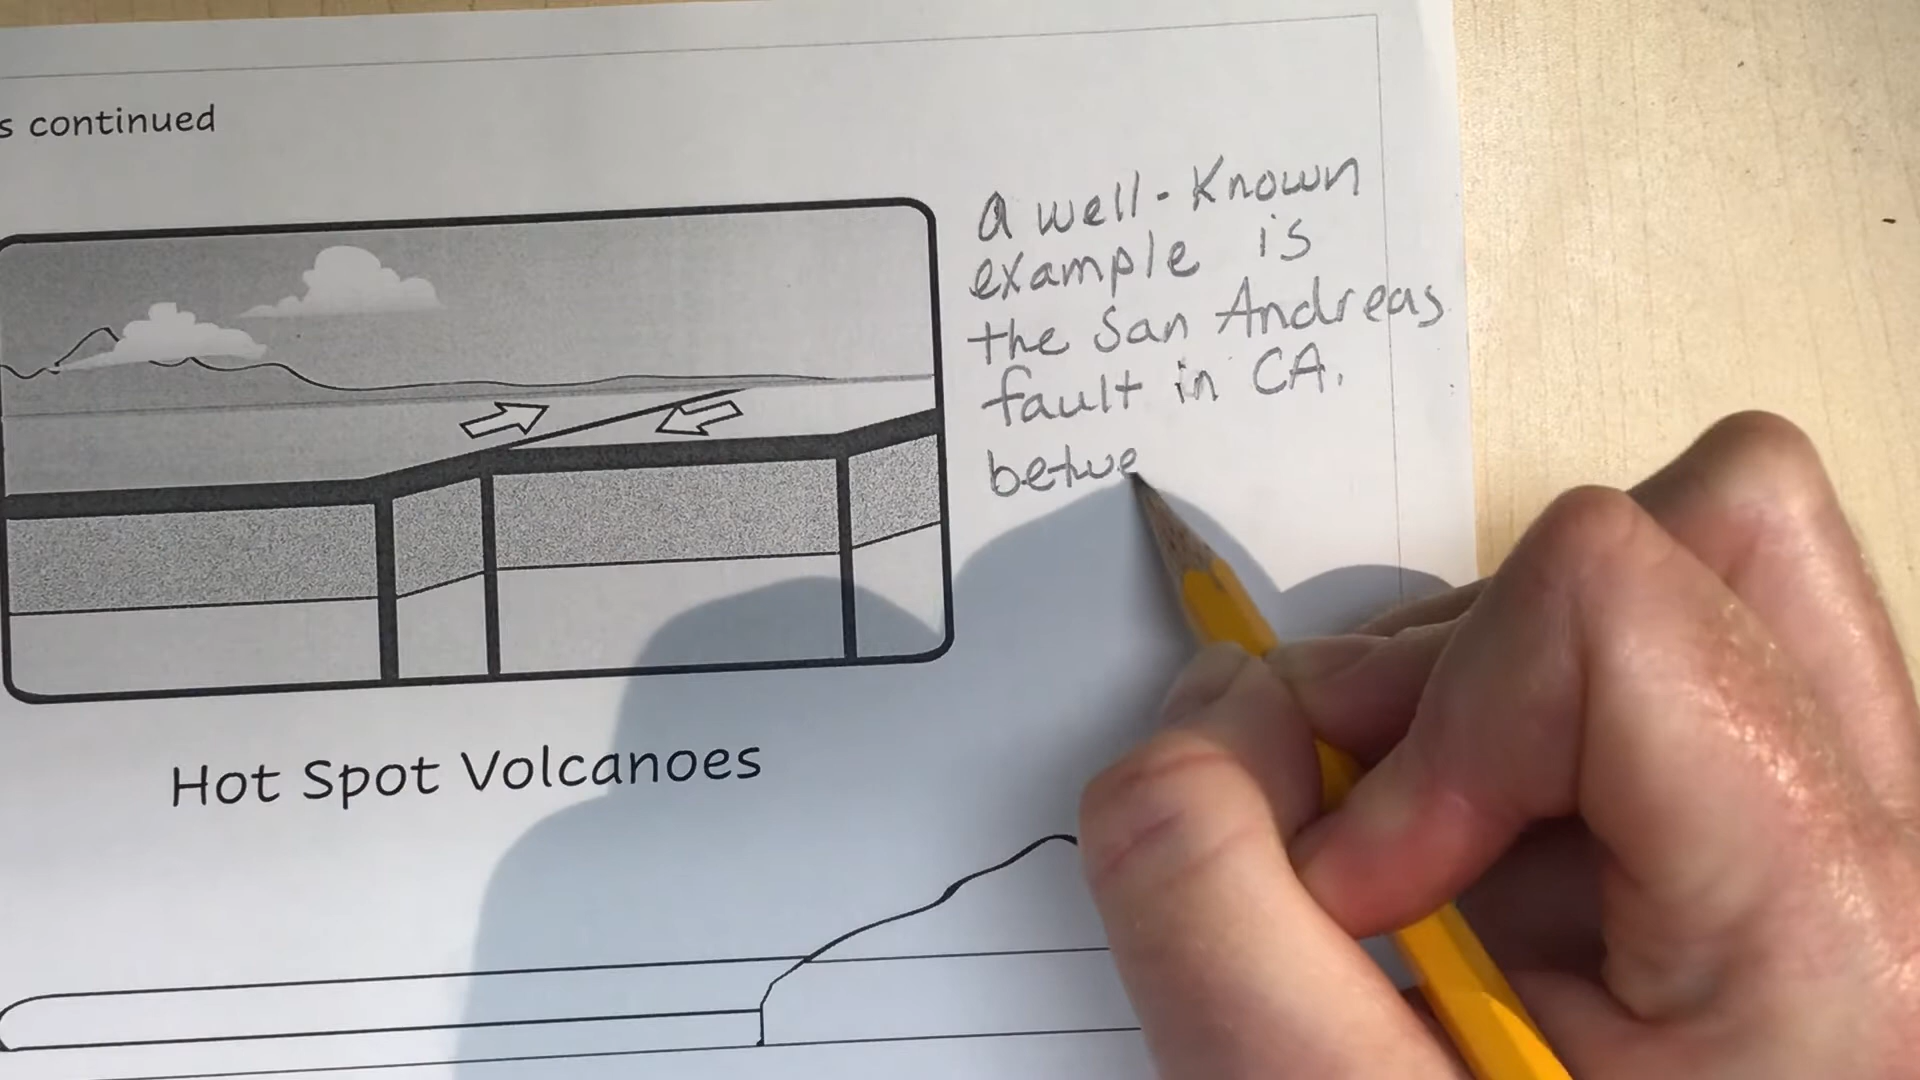 s continued
a well-known
example is
the San Andreas
fault in CA.
betwe
Hot Spot Volcanoes